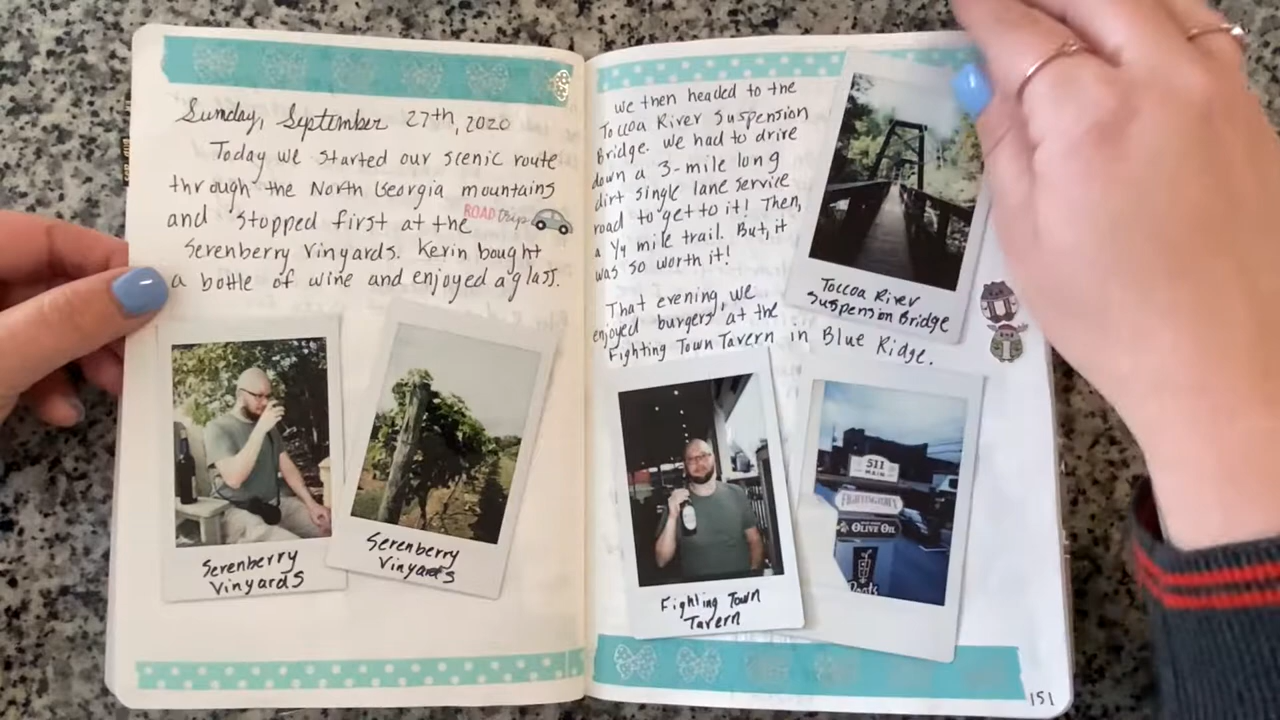 Sunday, September 27th, 2020
Today we started our scenic route
through the North Georgia mountains
and stopped first at the
ROAD trip
Serenberry Vinyards. Kevin bought
a bottle of wine and enjoyed a glass.
Serenberry
Vinyards
Serenberry
Vinyards
we then headed to the
Toccoa River Suspension
Bridge. we had to drive
down a 3-mile long
dirt single lane service
road to get to it! Then,
a 1/4 mile trail. But, it
was so worth it!
Toccoa River
Suspension Bridge
That evening, we
enjoyed burgers at the
Fighting Town Tavern in Blue Ridge.
Fighting Town
Tavern
511
MAIN
FIGHTINGTOWN
OLIVE OIL
151